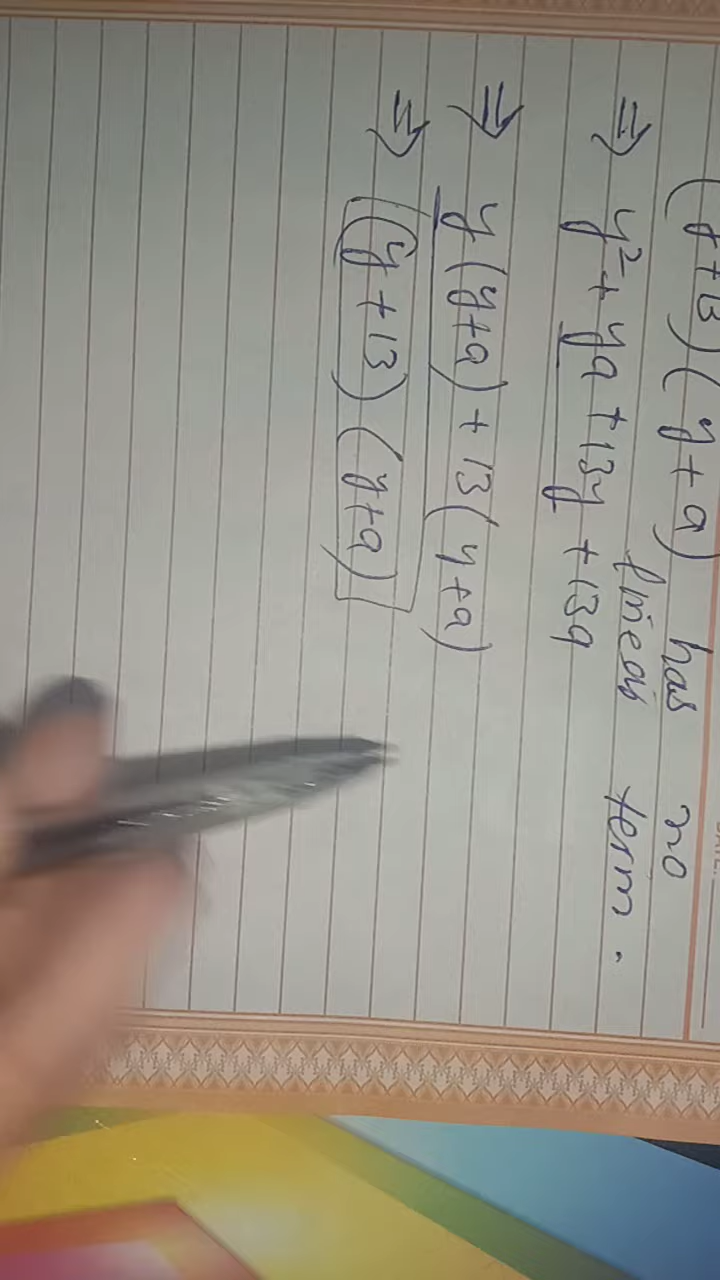 (y+13)(y+a) has no
linear term.
⇒ y²+ya+13y+13a
⇒ y(y+a)+13(y+a)
⇒ (y+13)(y+a)